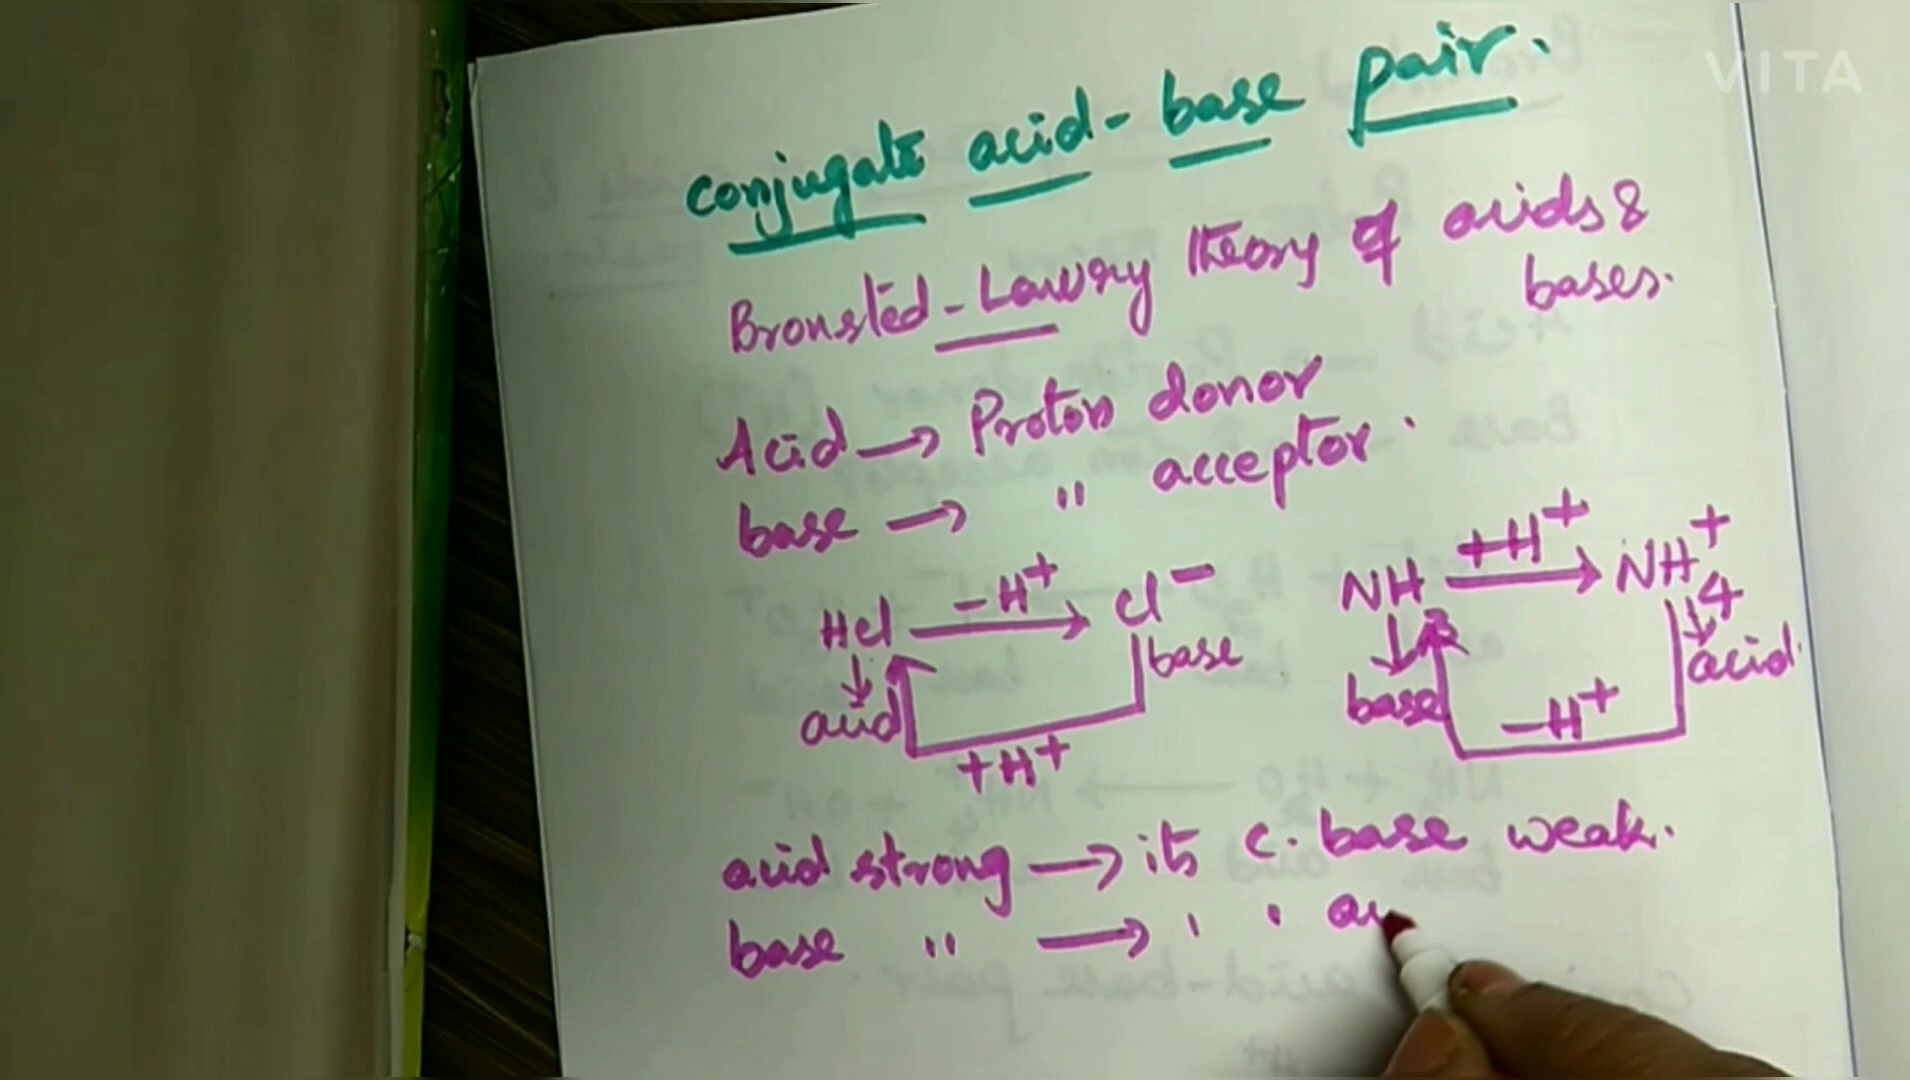 VITA
conjugate acid-base pair.
Bronsted-Lowry theory of acids &
bases.
Acid → Proton donor
base → " acceptor.
HCl −H⁺ → Cl⁻
acid
base
+H⁺
NH₃ +H⁺ → NH₄⁺
base
acid.
−H⁺
acid strong → its c. base weak.
base " → ' ' ac